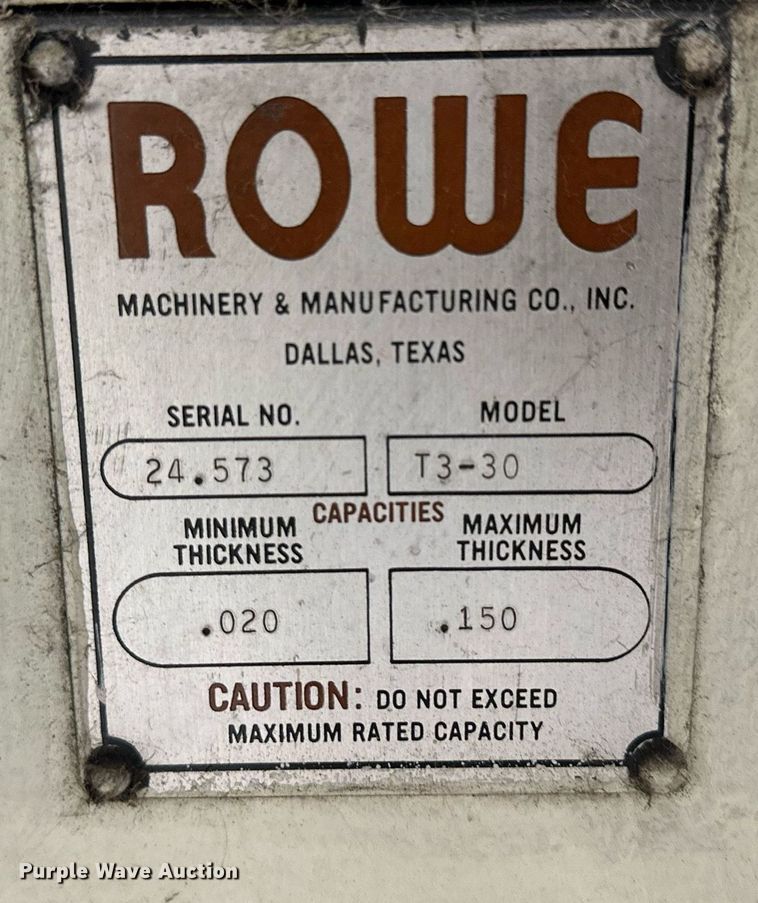 ROWE
MACHINERY & MANUFACTURING CO., INC.
DALLAS, TEXAS
SERIAL NO. MODEL
24.573 T3-30
CAPACITIES
MINIMUM THICKNESS MAXIMUM THICKNESS
.020 .150
CAUTION: DO NOT EXCEED
MAXIMUM RATED CAPACITY
Purple Wave Auction